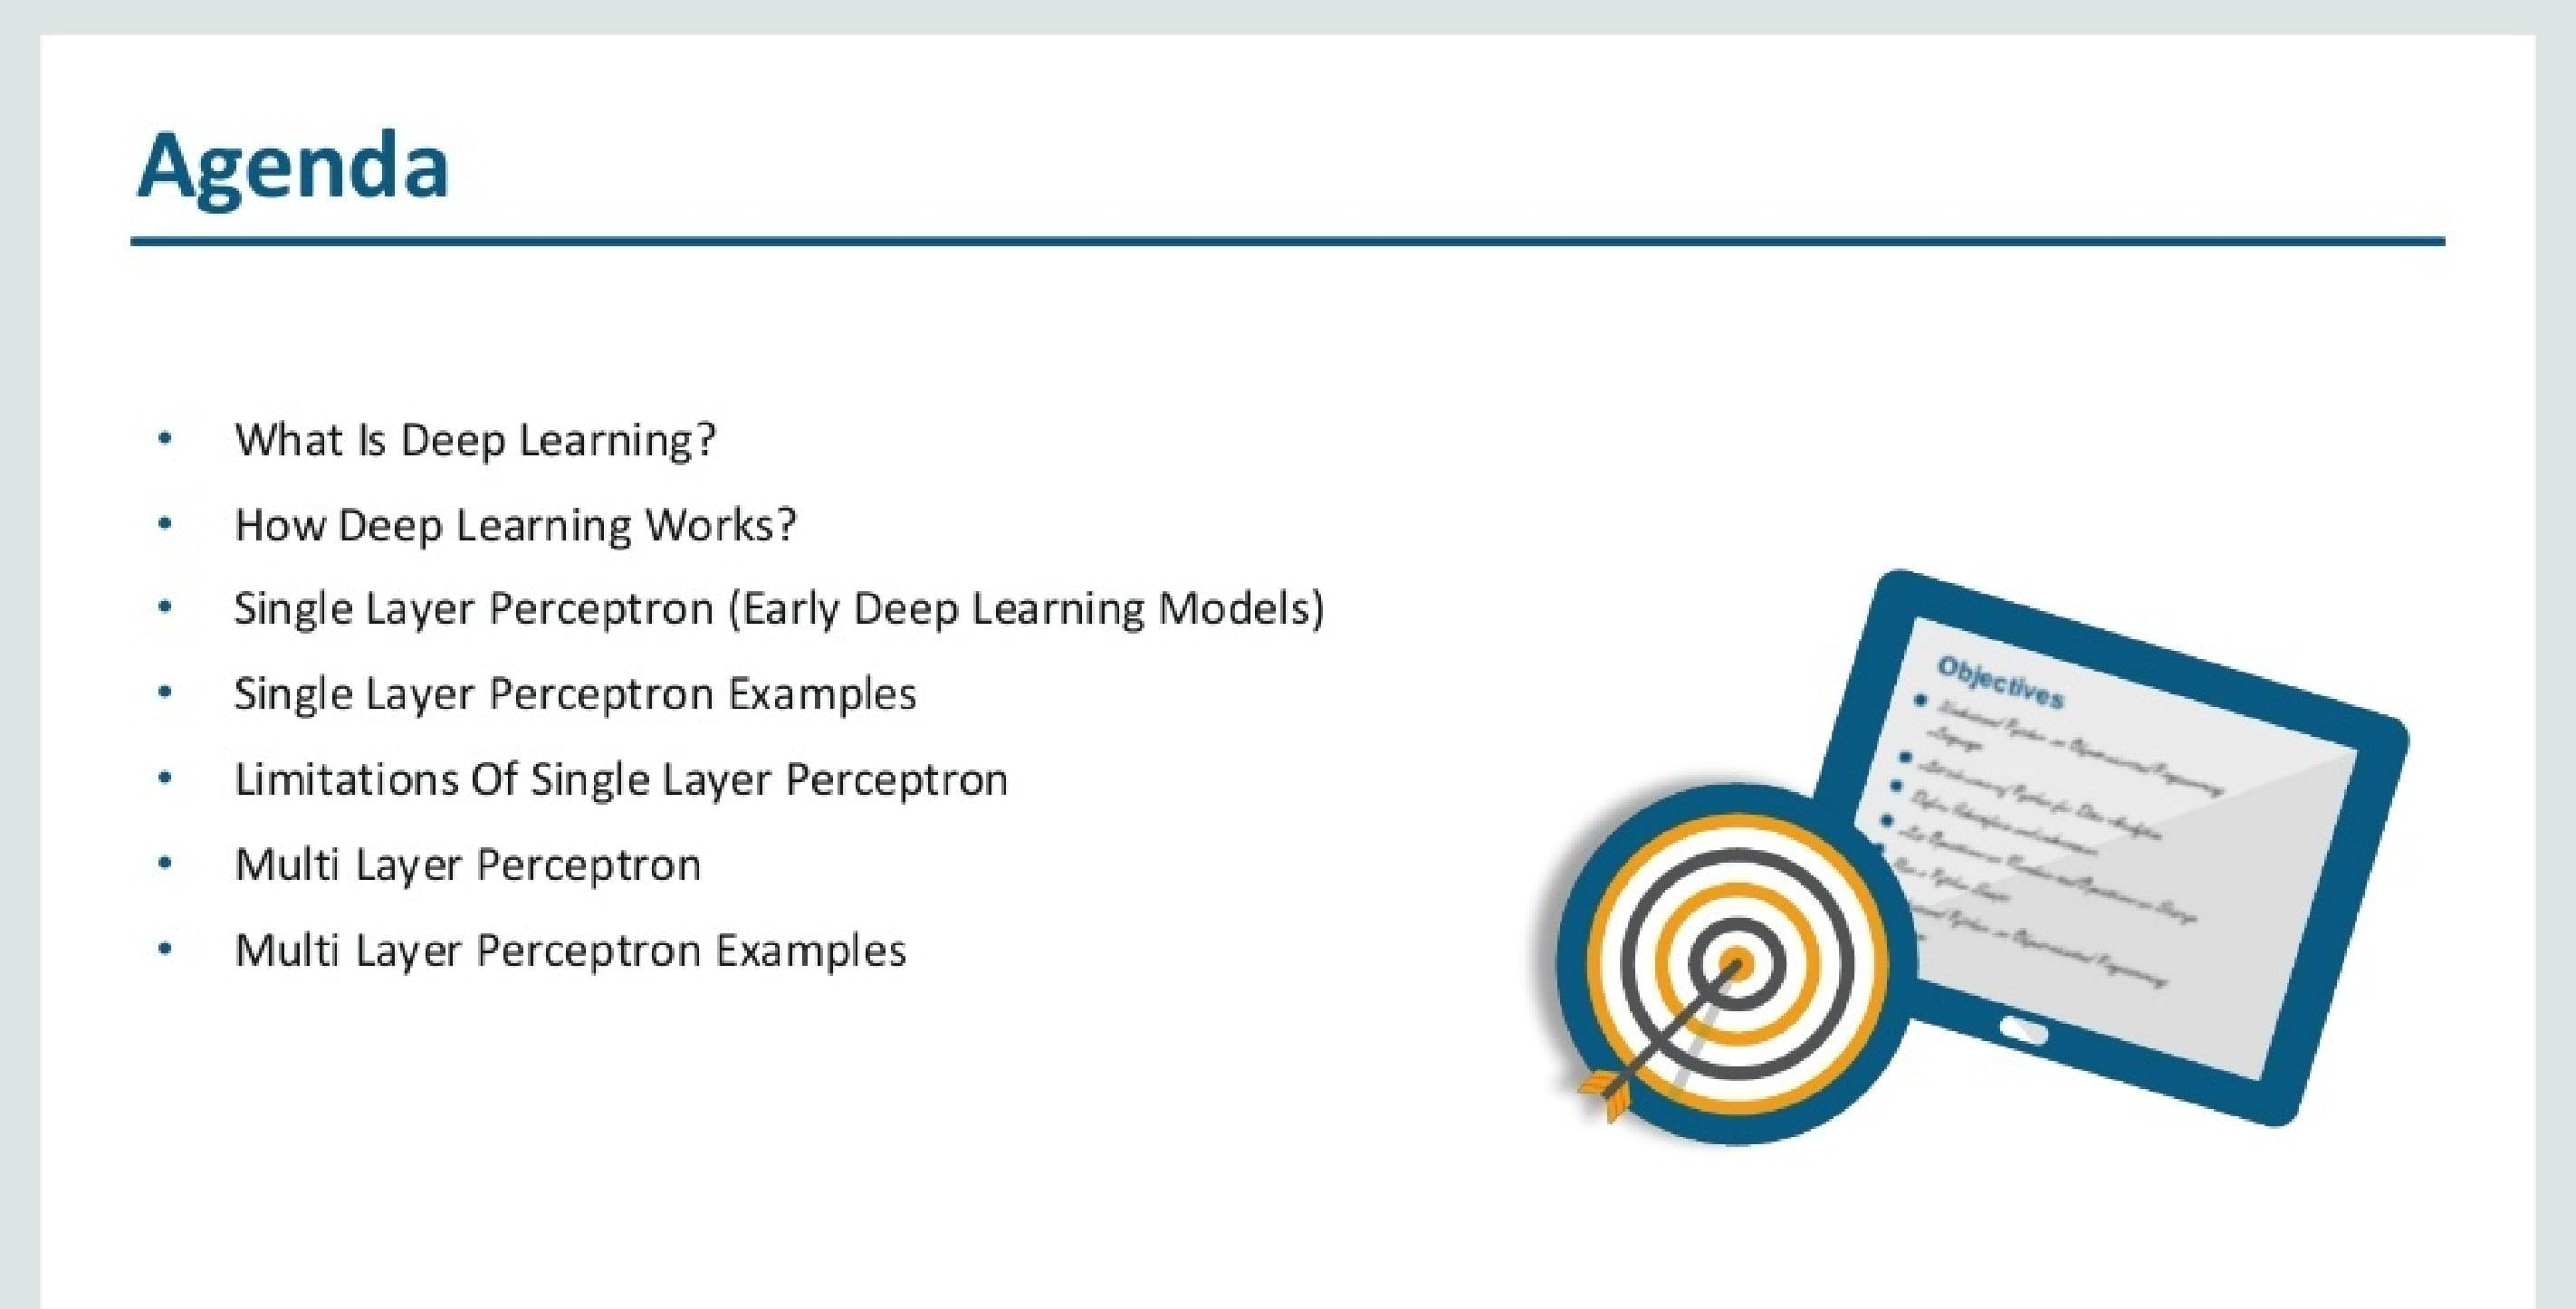 Agenda
• What Is Deep Learning?
• How Deep Learning Works?
• Single Layer Perceptron (Early Deep Learning Models)
• Single Layer Perceptron Examples
• Limitations Of Single Layer Perceptron
• Multi Layer Perceptron
• Multi Layer Perceptron Examples
Objectives